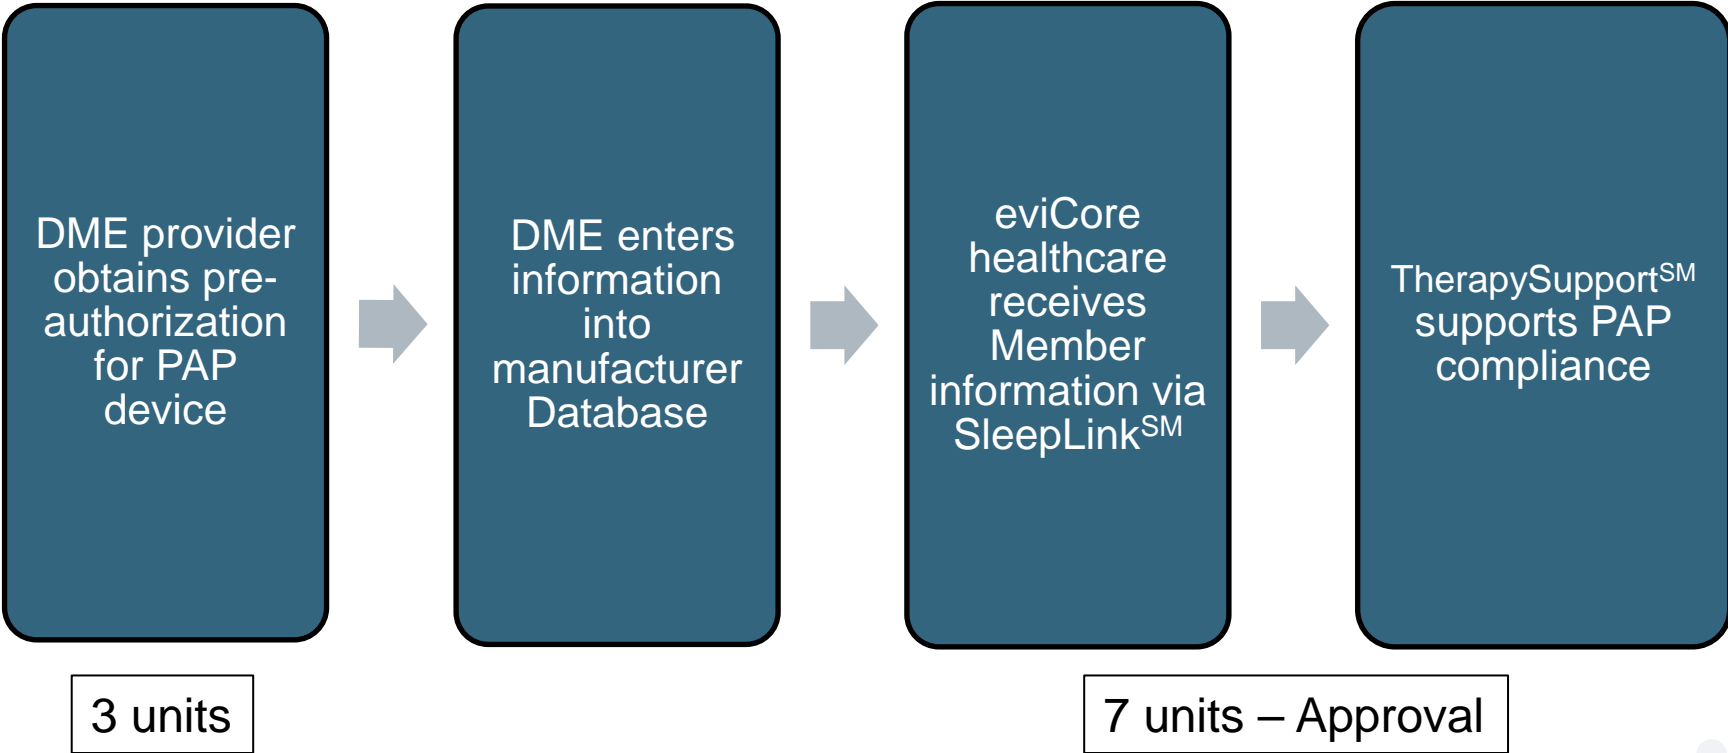 DME provider
obtains pre-
authorization
for PAP
device
DME enters
information
into
manufacturer
Database
eviCore
healthcare
receives
Member
information via
SleepLinkSM
TherapySupportSM
supports PAP
compliance
3 units
7 units – Approval